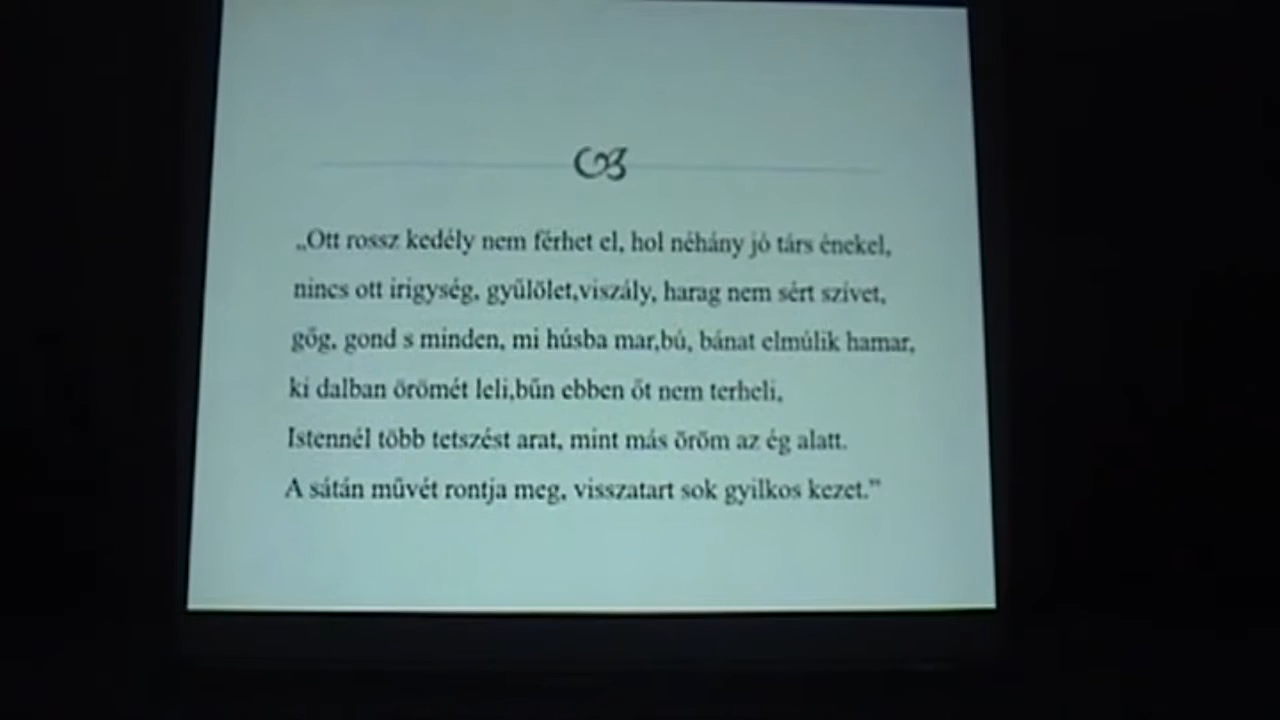 „Ott rossz kedély nem férhet el, hol néhány jó társ énekel,
nincs ott irigység, gyűlölet,viszály, harag nem sért szívet,
gőg, gond s minden, mi húsba mar,bú, bánat elmúlik hamar,
ki dalban örömét leli,bűn ebben őt nem terheli,
Istennél több tetszést arat, mint más öröm az ég alatt.
A sátán művét rontja meg, visszatart sok gyilkos kezet.”